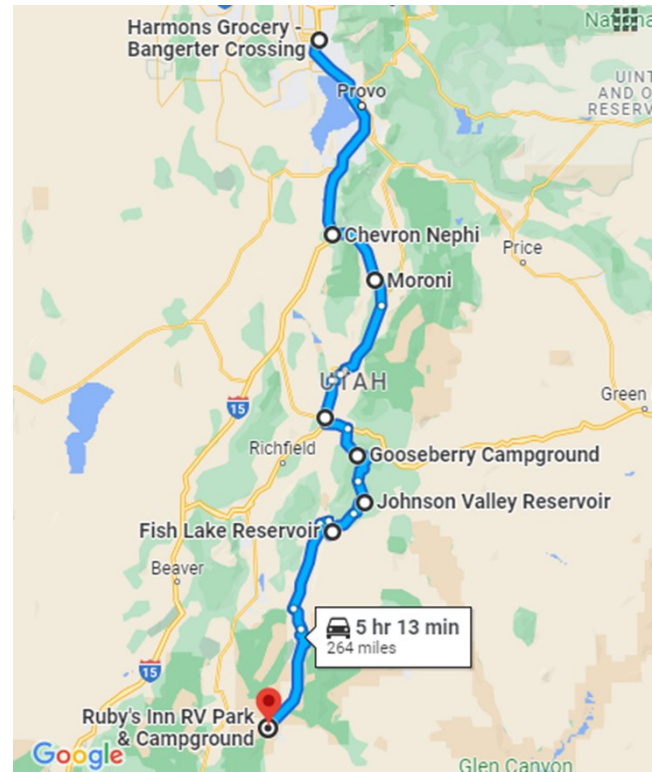 Harmons Grocery -
Bangerter Crossing
Nationa
UINT
AND O
RESERV
Provo
Chevron Nephi
Price
Moroni
UTAH
15
Green
Richfield
Gooseberry Campground
Johnson Valley Reservoir
Fish Lake Reservoir
Beaver
5 hr 13 min
264 miles
15
Ruby's Inn RV Park
& Campground
Google
Glen Canyon